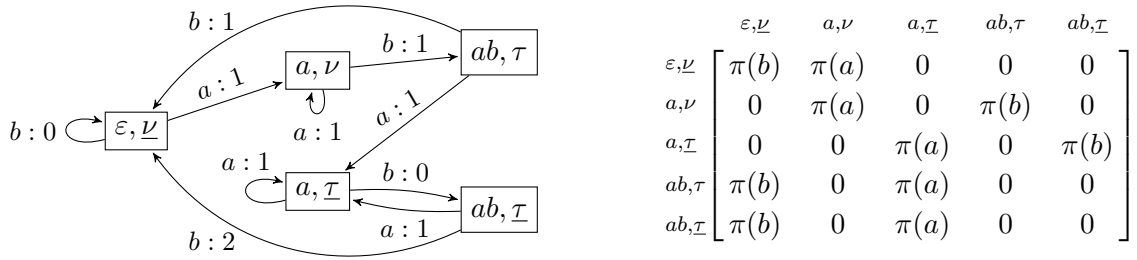 b : 1
ab, τ
b : 1
a, ν
a : 1
a : 1
a : 1
b : 0
ε, ν̲
a : 1
b : 0
a, τ̲
ab, τ̲
a : 1
b : 2
ε,ν̲ a,ν a,τ̲ ab,τ ab,τ̲
ε,ν̲ π(b) π(a) 0 0 0
a,ν 0 π(a) 0 π(b) 0
a,τ̲ 0 0 π(a) 0 π(b)
ab,τ π(b) 0 π(a) 0 0
ab,τ̲ π(b) 0 π(a) 0 0